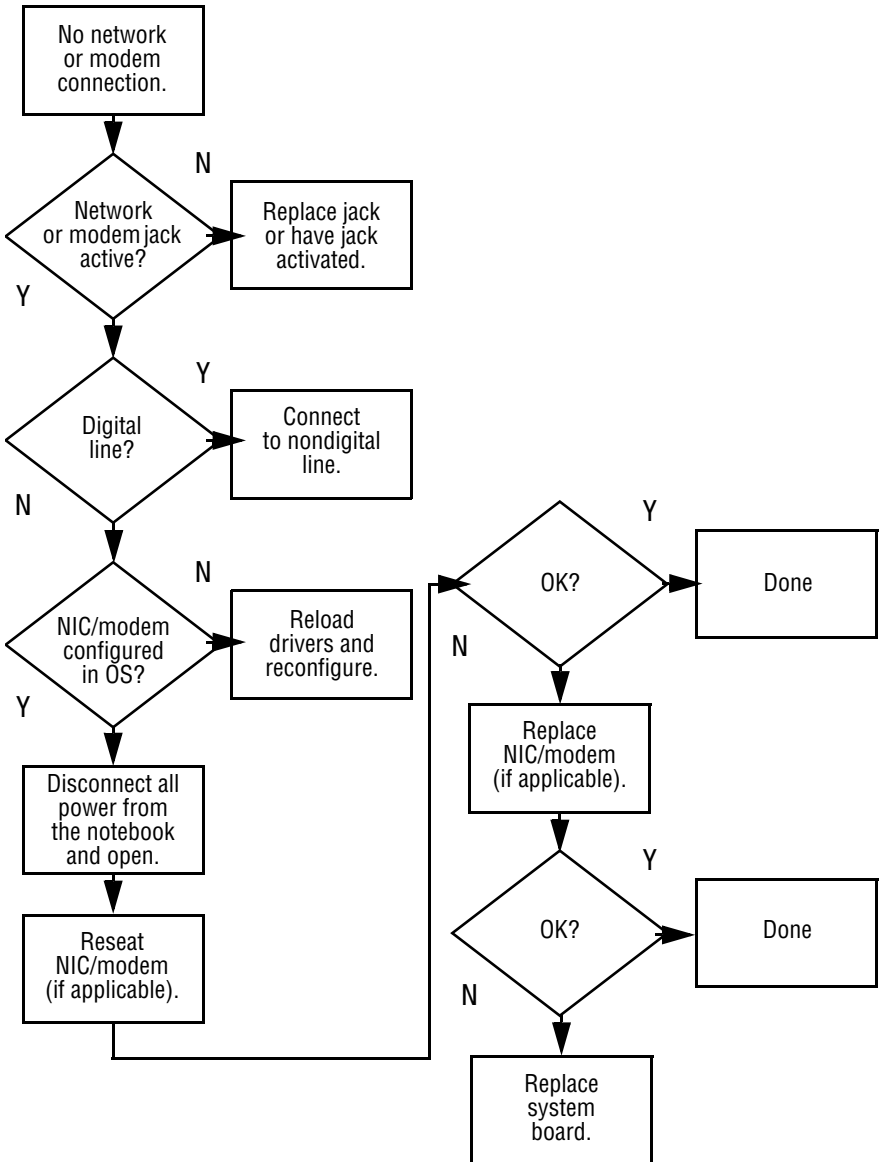 No network
or modem
connection.
N
Network
or modem jack
active?
Replace jack
or have jack
activated.
Y
Y
Digital
line?
Connect
to nondigital
line.
N
N
NIC/modem
configured
in OS?
Reload
drivers and
reconfigure.
Y
Disconnect all
power from
the notebook
and open.
Reseat
NIC/modem
(if applicable).
Y
OK?
Done
N
Replace
NIC/modem
(if applicable).
Y
OK?
Done
N
Replace
system
board.